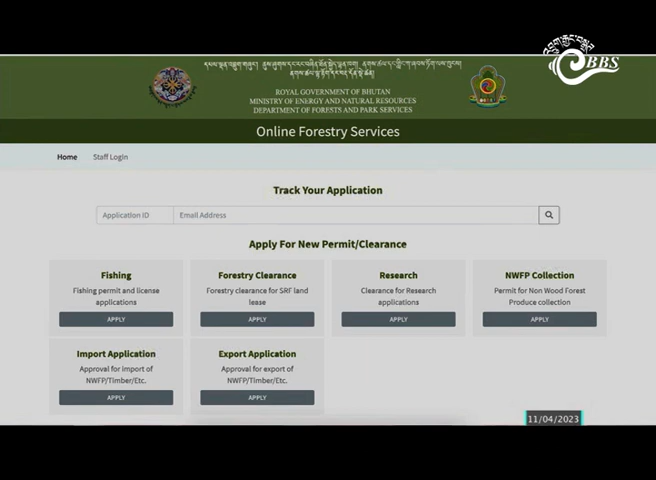 འབྲུག་རྒྱང་བསྒྲགས
BBS
ROYAL GOVERNMENT OF BHUTAN
MINISTRY OF ENERGY AND NATURAL RESOURCES
DEPARTMENT OF FORESTS AND PARK SERVICES
Online Forestry Services
Home Staff Login
Track Your Application
Application ID Email Address
Apply For New Permit/Clearance
Fishing
Fishing permit and license
applications
APPLY
Forestry Clearance
Forestry clearance for SRF land
lease
APPLY
Research
Clearance for Research
applications
APPLY
NWFP Collection
Permit for Non Wood Forest
Produce collection
APPLY
Import Application
Approval for import of
NWFP/Timber/Etc.
APPLY
Export Application
Approval for export of
NWFP/Timber/Etc.
APPLY
11/04/2023